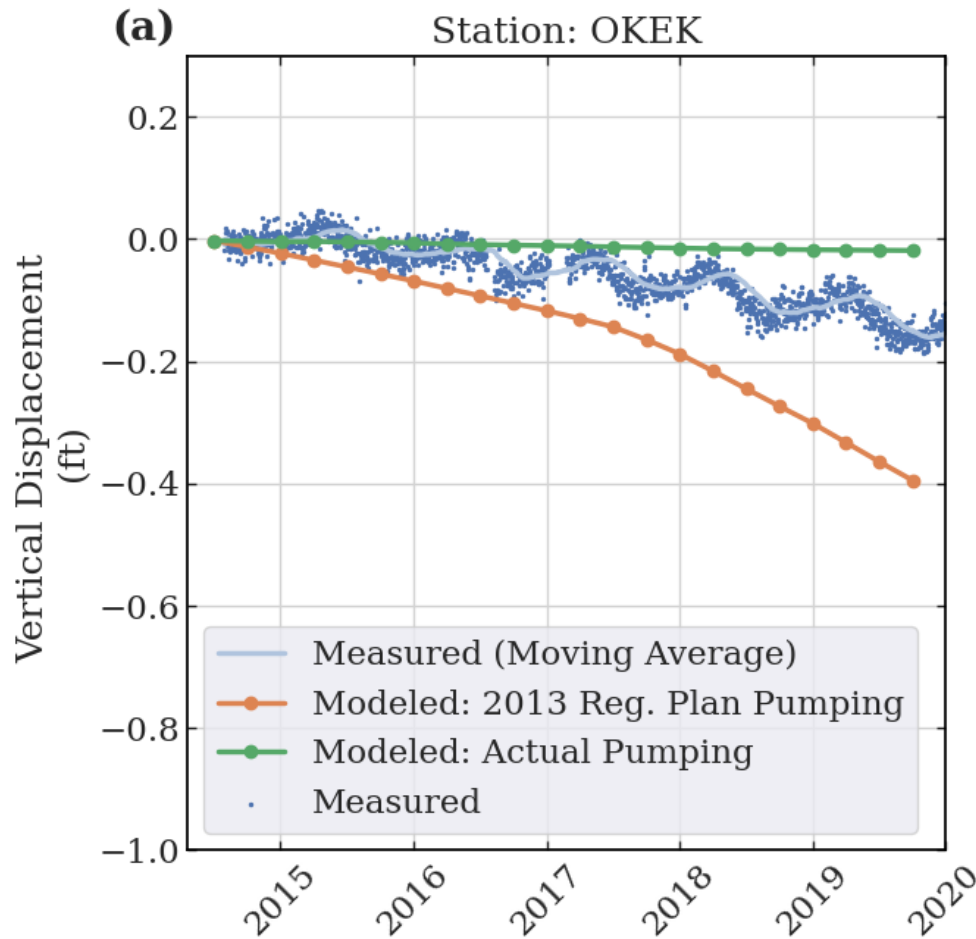 (a)
Station: OKEK
Vertical Displacement
(ft)
0.2
0.0
−0.2
−0.4
−0.6
−0.8
−1.0
Measured (Moving Average)
Modeled: 2013 Reg. Plan Pumping
Modeled: Actual Pumping
Measured
2015
2016
2017
2018
2019
2020